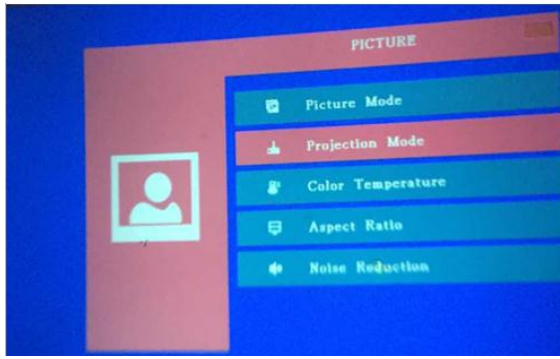 PICTURE
Picture Mode
Projection Mode
Color Temperature
Aspect Ratio
Noise Reduction